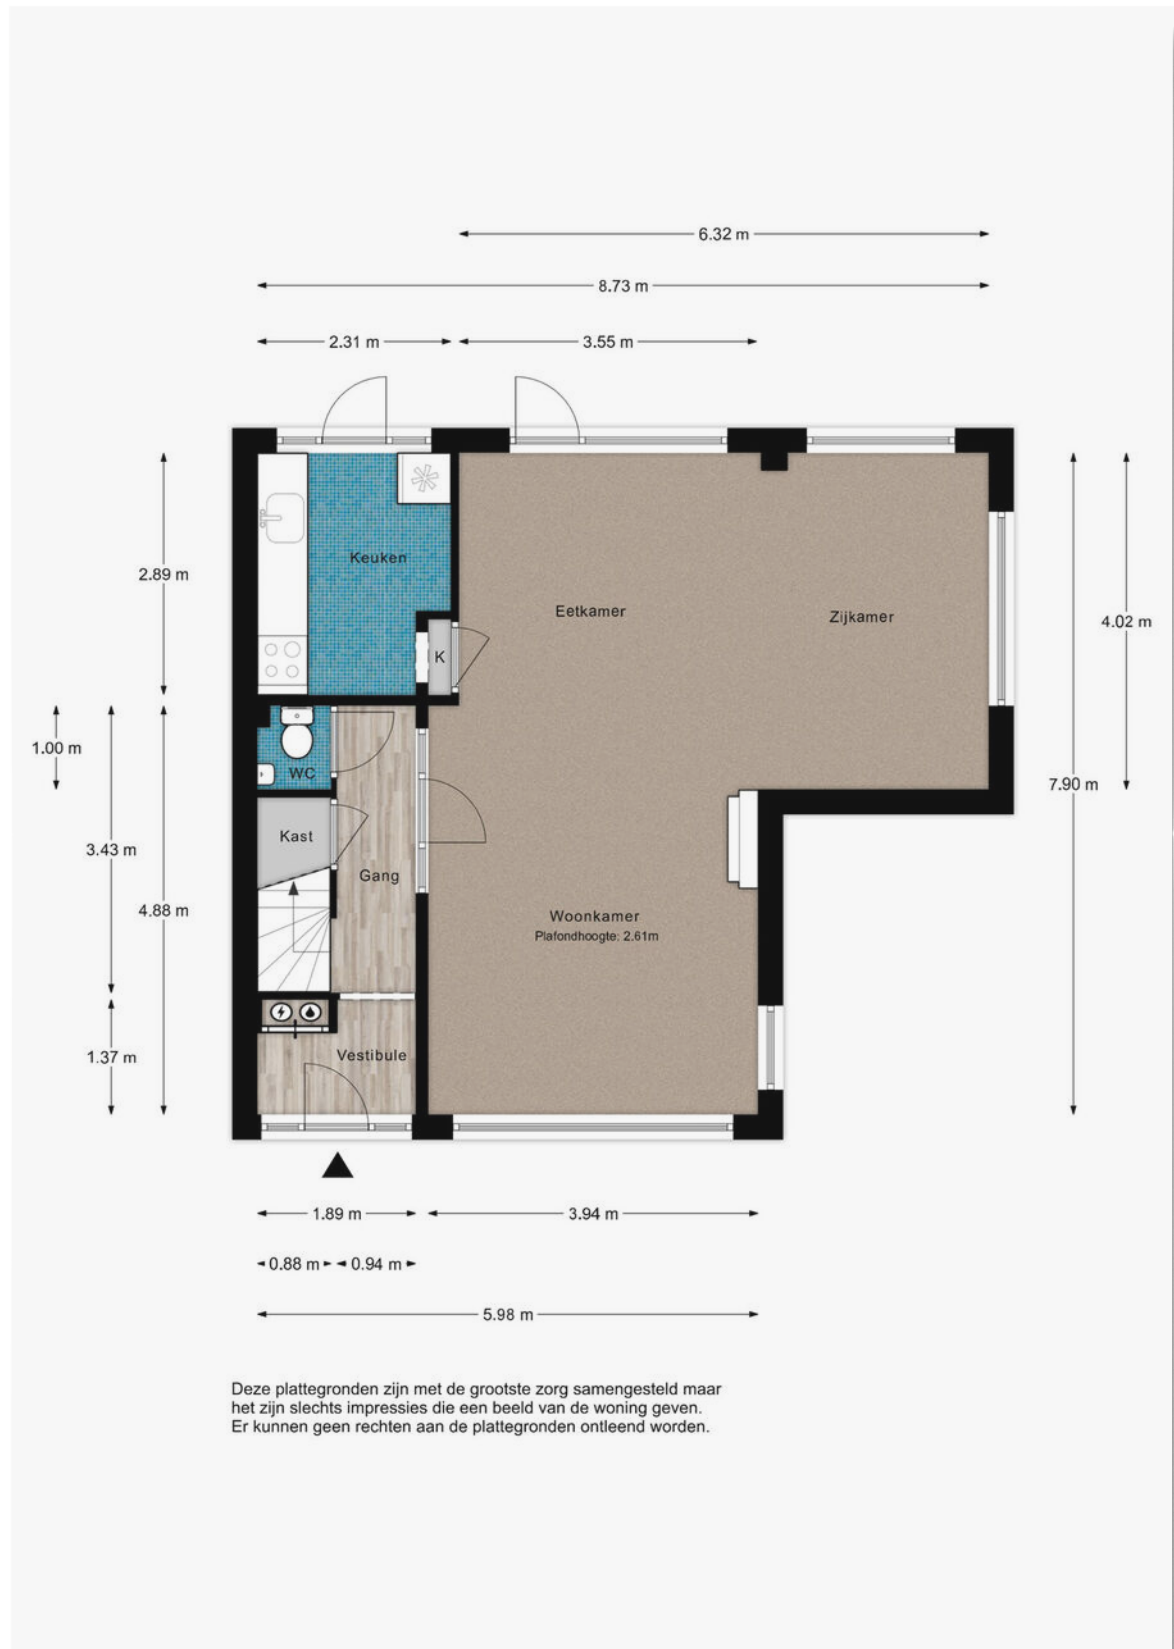 6.32 m
8.73 m
2.31 m
3.55 m
2.89 m
Keuken
Eetkamer
Zijkamer
4.02 m
K
1.00 m
WC
7.90 m
3.43 m
Kast
Gang
4.88 m
Woonkamer
Plafondhoogte: 2.61m
1.37 m
Vestibule
1.89 m
3.94 m
0.88 m
0.94 m
5.98 m
Deze plattegronden zijn met de grootste zorg samengesteld maar
het zijn slechts impressies die een beeld van de woning geven.
Er kunnen geen rechten aan de plattegronden ontleend worden.